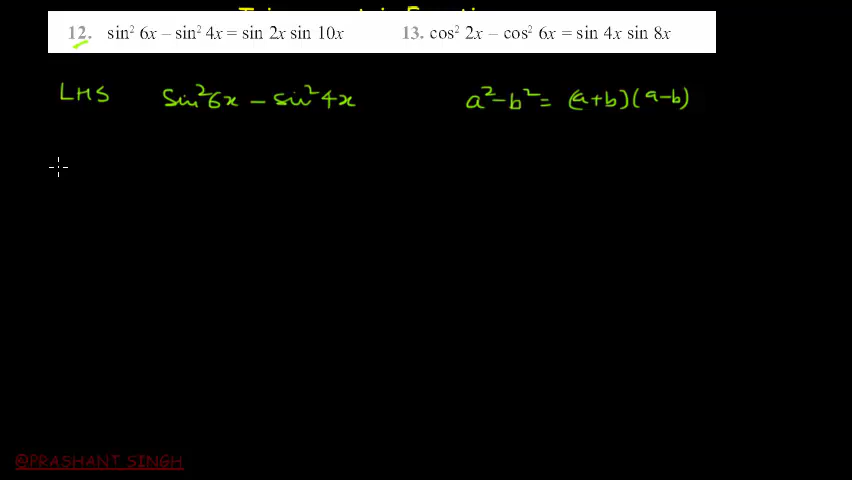 12. sin² 6x – sin² 4x = sin 2x sin 10x 13. cos² 2x – cos² 6x = sin 4x sin 8x
LHS sin²6x – sin²4x a²–b² = (a+b)(a–b)
@PRASHANT SINGH